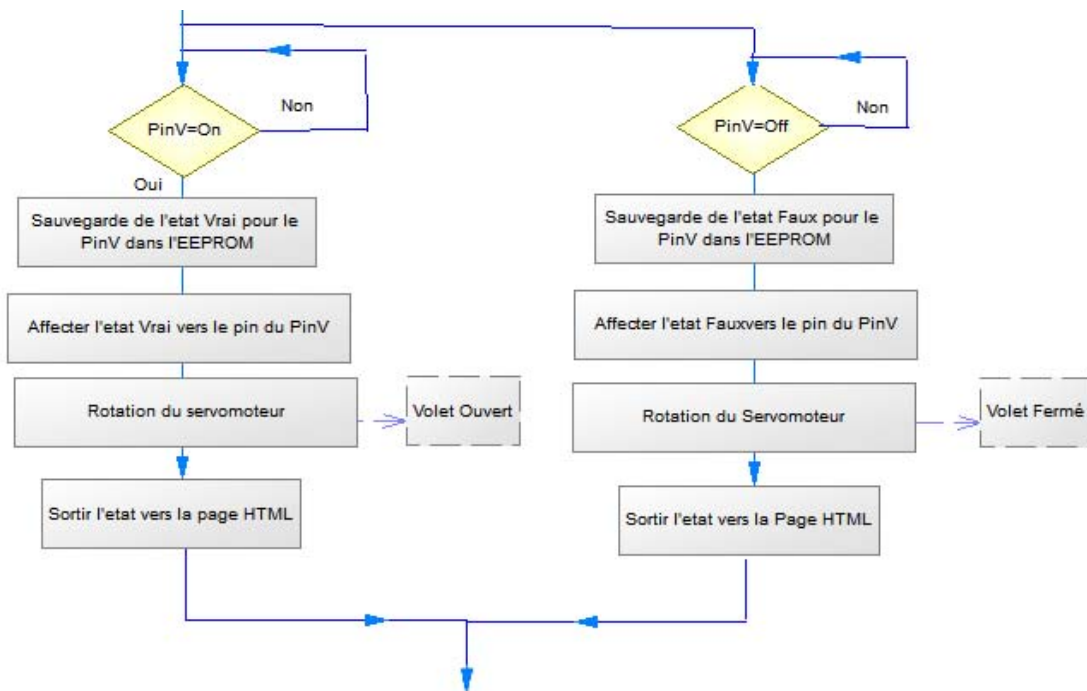 Non
PinV=On
Oui
Sauvegarde de l'etat Vrai pour le
PinV dans l'EEPROM
Affecter l'etat Vrai vers le pin du PinV
Rotation du servomoteur
Volet Ouvert
Sortir l'etat vers la page HTML
Non
PinV=Off
Sauvegarde de l'etat Faux pour le
PinV dans l'EEPROM
Affecter l'etat Fauxvers le pin du PinV
Rotation du Servomoteur
Volet Fermé
Sortir l'etat vers la Page HTML